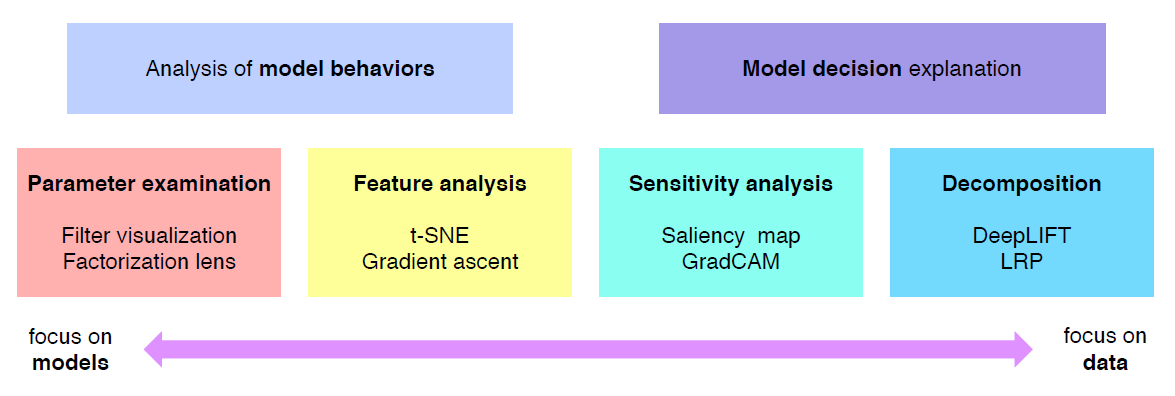 Analysis of model behaviors
Model decision explanation
Parameter examination
Filter visualization
Factorization lens
Feature analysis
t-SNE
Gradient ascent
Sensitivity analysis
Saliency map
GradCAM
Decomposition
DeepLIFT
LRP
focus on
models
focus on
data